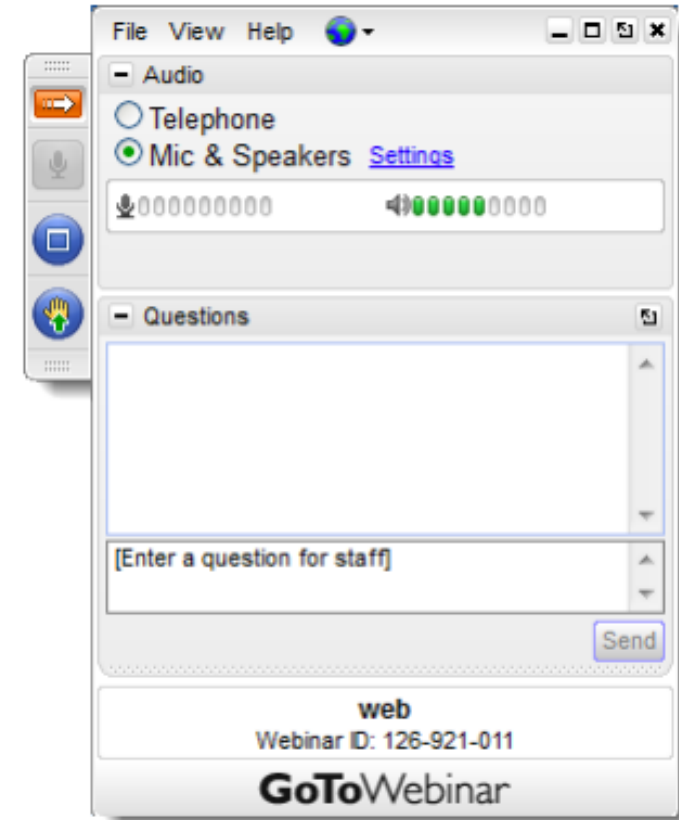 File View Help
Audio
Telephone
Mic & Speakers Settings
Questions
[Enter a question for staff]
Send
web
Webinar ID: 126-921-011
GoToWebinar